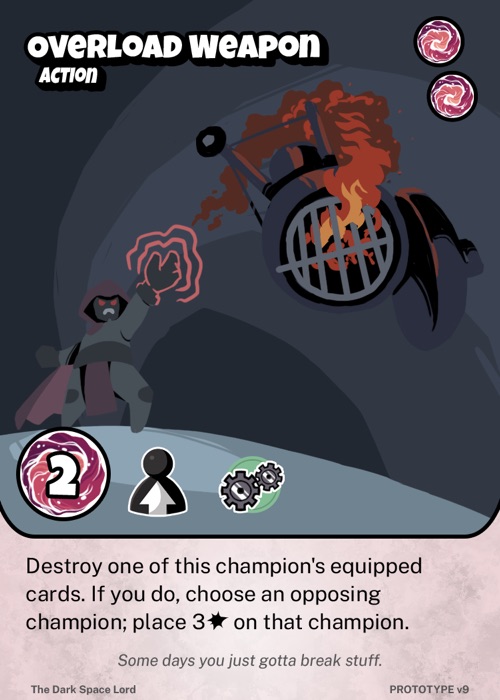 Overload Weapon
Action
2
Destroy one of this champion's equipped
cards. If you do, choose an opposing
champion; place 3 on that champion.
Some days you just gotta break stuff.
The Dark Space Lord
PROTOTYPE v9